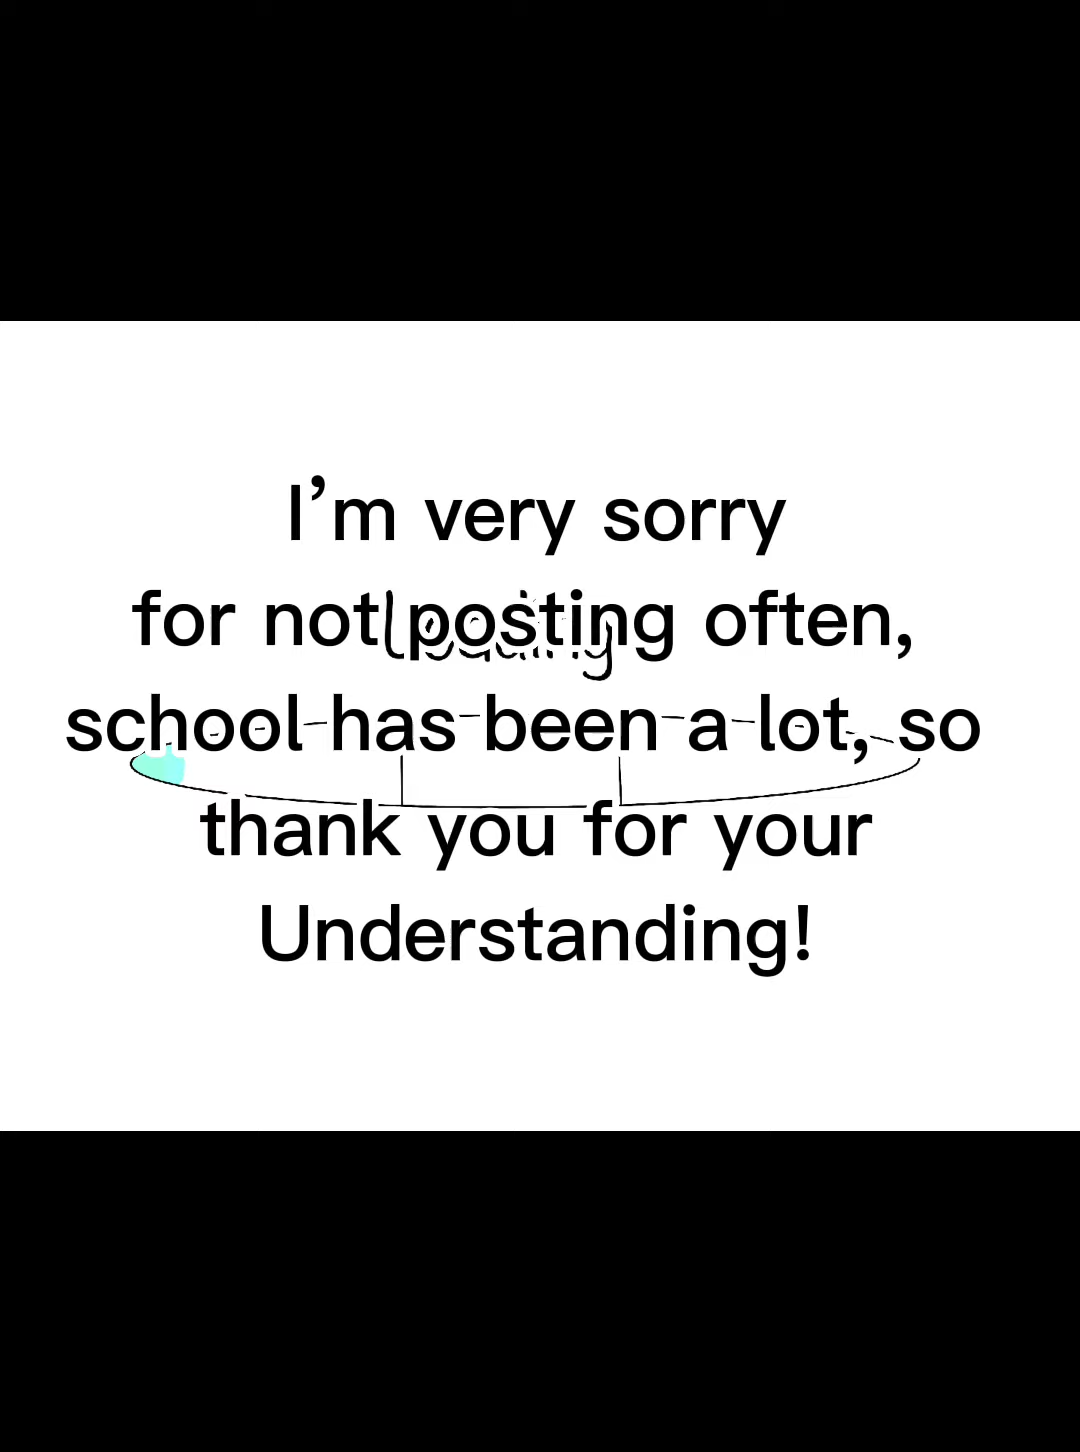 I’m very sorry
for not posting often,
school has been a lot, so
thank you for your
Understanding!